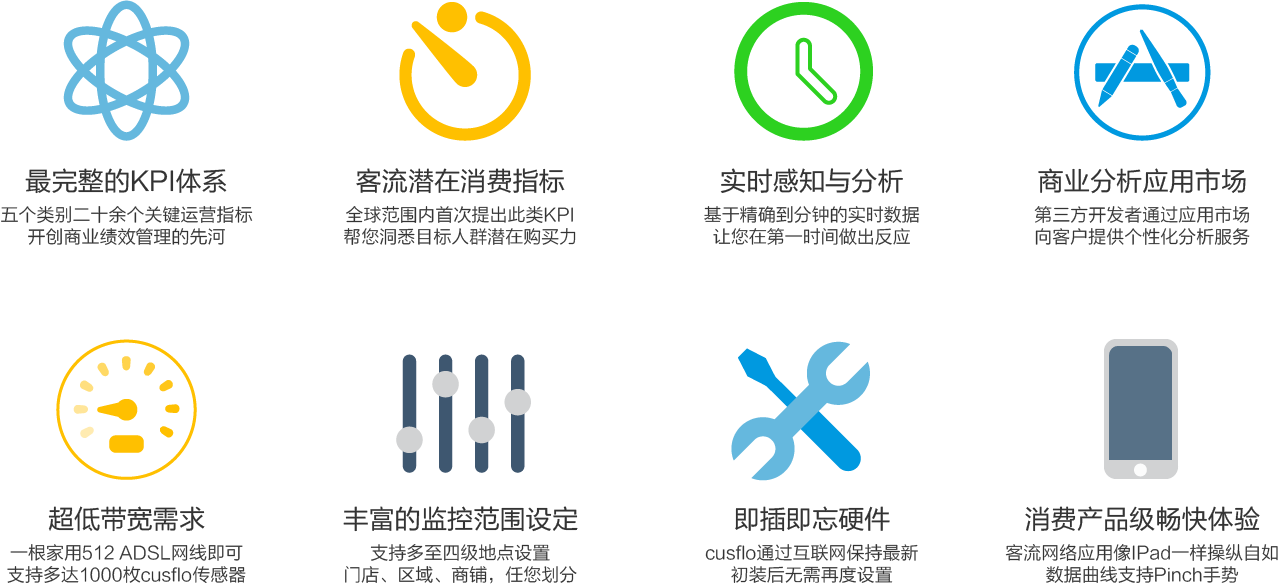 最完整的KPI体系
五个类别二十余个关键运营指标
开创商业绩效管理的先河
客流潜在消费指标
全球范围内首次提出此类KPI
帮您洞悉目标人群潜在购买力
实时感知与分析
基于精确到分钟的实时数据
让您在第一时间做出反应
商业分析应用市场
第三方开发者通过应用市场
向客户提供个性化分析服务
超低带宽需求
一根家用512 ADSL网线即可
支持多达1000枚cusflo传感器
丰富的监控范围设定
支持多至四级地点设置
门店、区域、商铺，任您划分
即插即忘硬件
cusflo通过互联网保持最新
初装后无需再度设置
消费产品级畅快体验
客流网络应用像IPad一样操纵自如
数据曲线支持Pinch手势